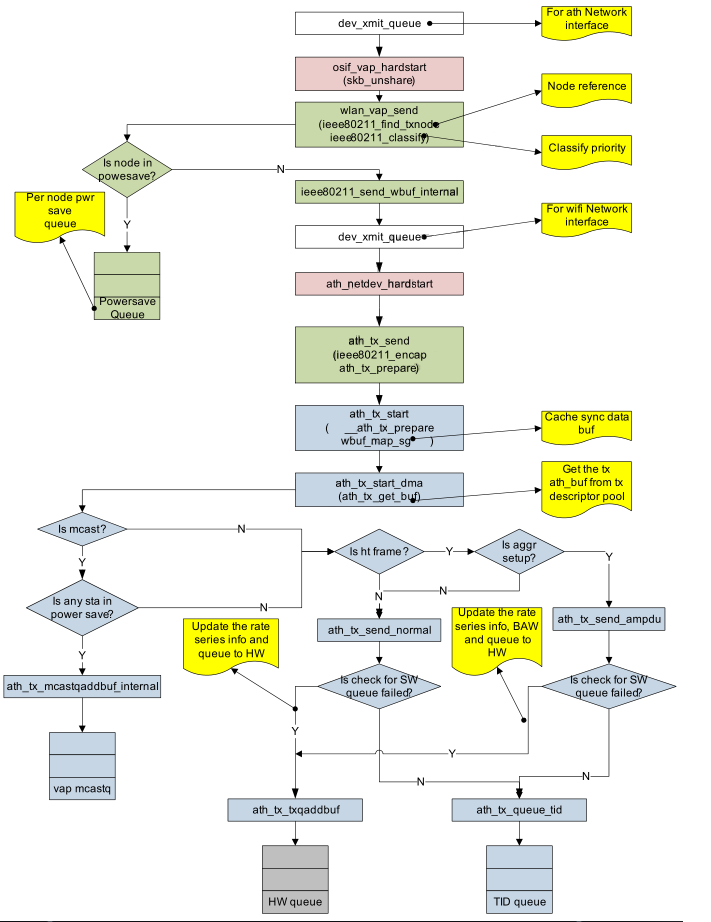 dev_xmit_queue
For ath Network
interface
osif_vap_hardstart
(skb_unshare)
Node reference
wlan_vap_send
(ieee80211_find_txnode
ieee80211_classify)
Classify priority
Is node in
powesave?
N
ieee80211_send_wbuf_internal
Per node pwr
save
queue
Y
For wifi Network
interface
dev_xmit_queue
Powersave
Queue
ath_netdev_hardstart
ath_tx_send
(ieee80211_encap
ath_tx_prepare)
ath_tx_start
( __ath_tx_prepare
wbuf_map_sg )
Cache sync data
buf
ath_tx_start_dma
(ath_tx_get_buf)
Get the tx
ath_buf from tx
descriptor pool
Is mcast?
N
Is ht frame?
Y
Is aggr
setup?
Y
Y
Is any sta in
power save?
N
N
N
Update the rate
series info and
queue to HW
ath_tx_send_normal
Update the rate
series info, BAW
and queue to
HW
ath_tx_send_ampdu
Y
ath_tx_mcastqaddbuf_internal
Is check for SW
queue failed?
Is check for SW
queue failed?
Y
Y
N
N
vap mcastq
ath_tx_txqaddbuf
ath_tx_queue_tid
HW queue
TID queue